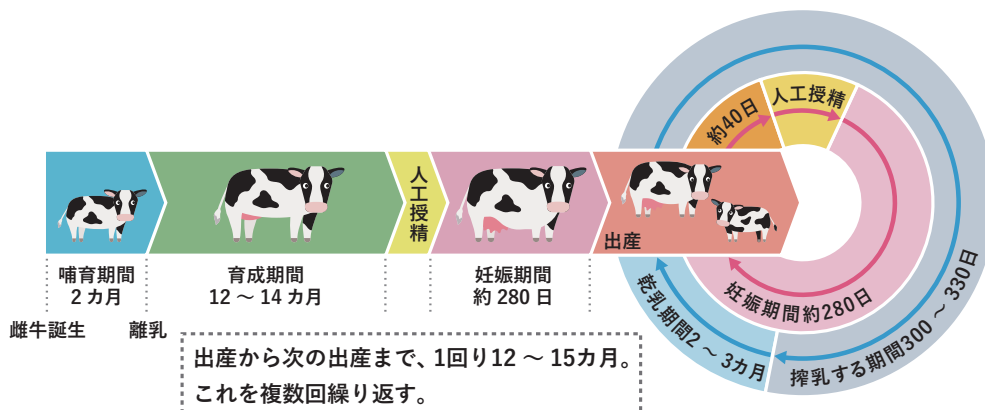 人工授精
出産
哺育期間
2 カ月
育成期間
12 ～ 14 カ月
妊娠期間
約 280 日
雌牛誕生
離乳
約40日
人工授精
妊娠期間約280日
搾乳する期間300 ～ 330日
乾乳期間2 ～ 3カ月
出産から次の出産まで、1回り12 ～ 15カ月。
これを複数回繰り返す。